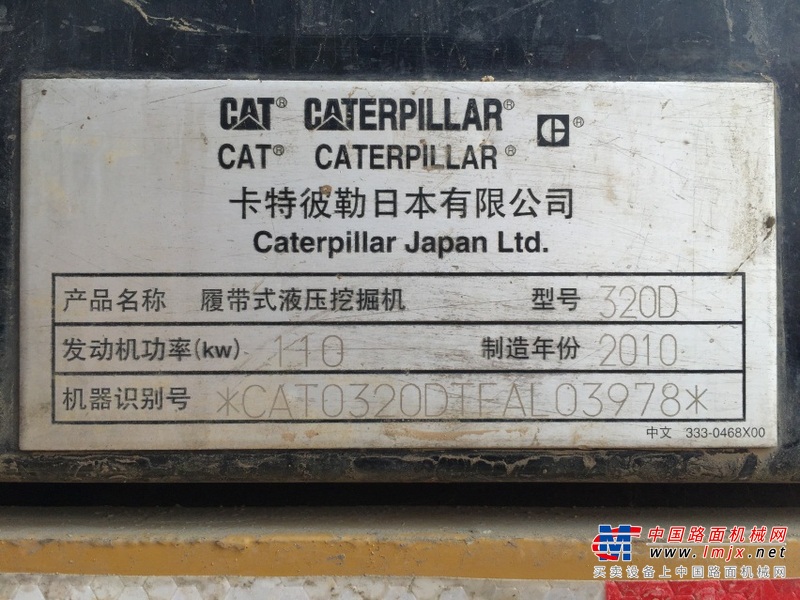 CAT® CATERPILLAR® ®
CAT® CATERPILLAR®
卡特彼勒日本有限公司
Caterpillar Japan Ltd.
产品名称 履带式液压挖掘机 型号 320D
发动机功率(kw) 110 制造年份 2010
机器识别号 *CAT0320DTFAL03978*
中文 333-0468X00
中国路面机械网
www.lmjx.net
买卖设备上中国路面机械网